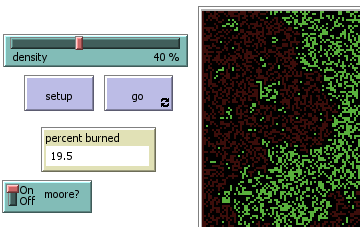 density 40 %
setup go
percent burned
19.5
On
Off moore?